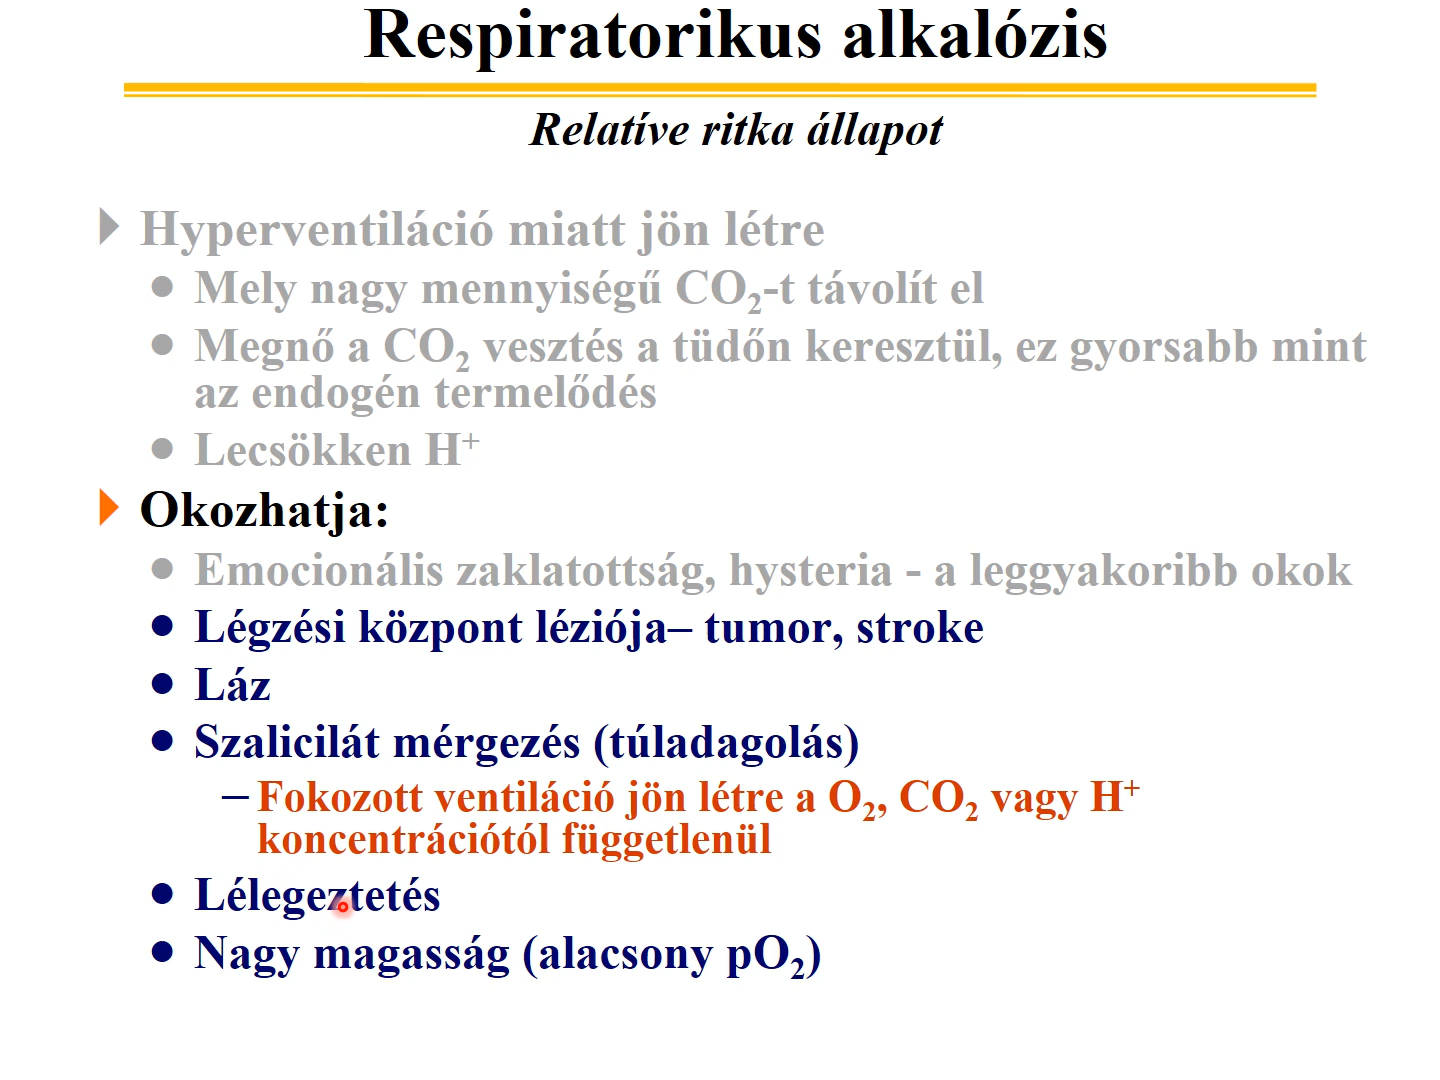 Respiratorikus alkalózis
Relatíve ritka állapot
Hyperventiláció miatt jön létre
Mely nagy mennyiségű CO₂-t távolít el
Megnő a CO₂ vesztés a tüdőn keresztül, ez gyorsabb mint
az endogén termelődés
Lecsökken H⁺
Okozhatja:
Emocionális zaklatottság, hysteria - a leggyakoribb okok
Légzési központ léziója– tumor, stroke
Láz
Szalicilát mérgezés (túladagolás)
– Fokozott ventiláció jön létre a O₂, CO₂ vagy H⁺
koncentrációtól függetlenül
Lélegeztetés
Nagy magasság (alacsony pO₂)